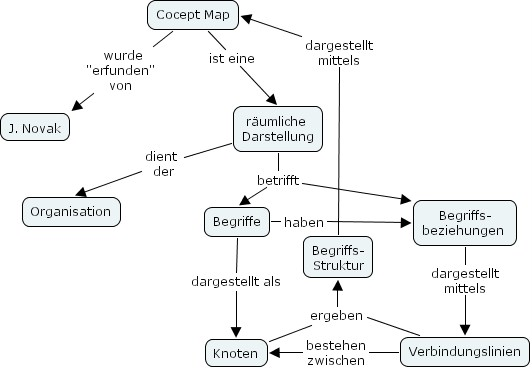 Cocept Map
dargestellt
mittels
wurde
"erfunden"
von
ist eine
J. Novak
räumliche
Darstellung
dient
der
betrifft
Organisation
Begriffe
haben
Begriffs-
beziehungen
Begriffs-
Struktur
dargestellt als
dargestellt
mittels
ergeben
Knoten
bestehen
zwischen
Verbindungslinien